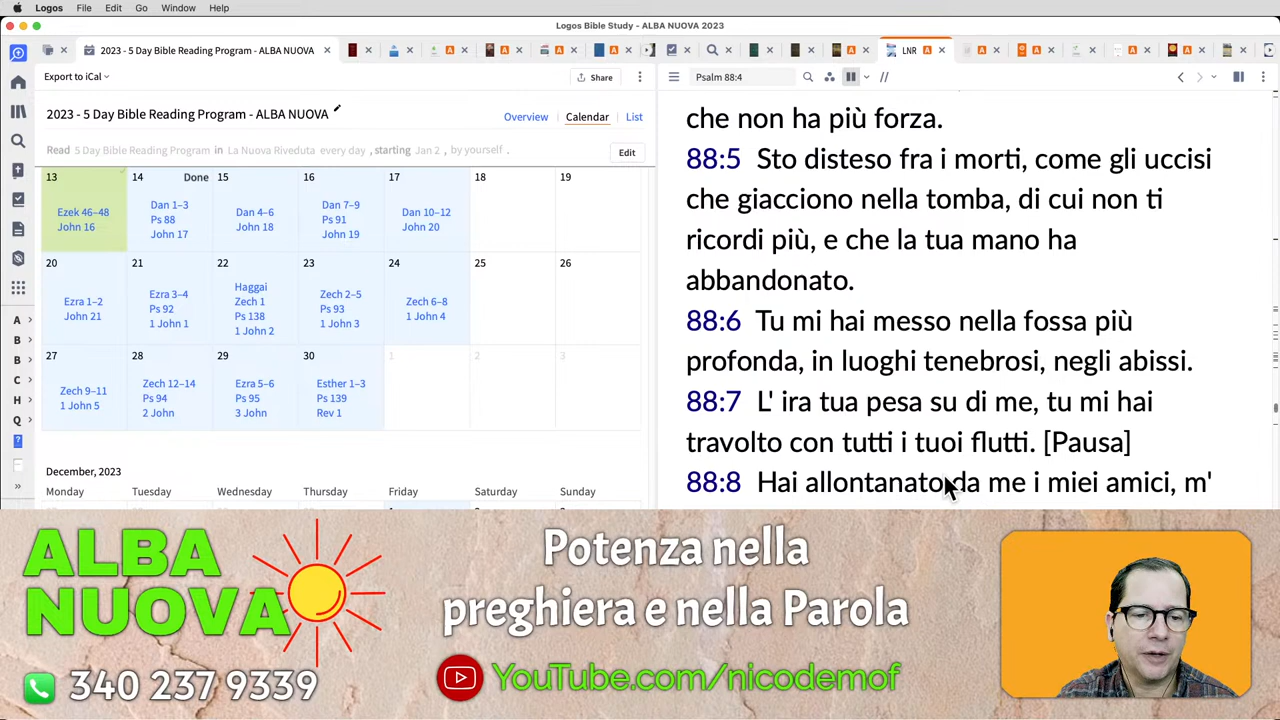 Logos File Edit Go Window Help
Logos Bible Study - ALBA NUOVA 2023
2023 - 5 Day Bible Reading Program - ALBA NUOVA
LNR
Export to iCal
Share
Psalm 88:4
2023 - 5 Day Bible Reading Program - ALBA NUOVA
Overview Calendar List
Read 5 Day Bible Reading Program in La Nuova Riveduta every day , starting Jan 2 , by yourself .
Edit
13 14 Done 15 16 17 18 19
Ezek 46–48
John 16
Dan 1–3
Ps 88
John 17
Dan 4–6
John 18
Dan 7–9
Ps 91
John 19
Dan 10–12
John 20
20 21 22 23 24 25 26
Ezra 1–2
John 21
Ezra 3–4
Ps 92
1 John 1
Haggai
Zech 1
Ps 138
1 John 2
Zech 2–5
Ps 93
1 John 3
Zech 6–8
1 John 4
27 28 29 30 1 2 3
Zech 9–11
1 John 5
Zech 12–14
Ps 94
2 John
Ezra 5–6
Ps 95
3 John
Esther 1–3
Ps 139
Rev 1
December, 2023
Monday Tuesday Wednesday Thursday Friday Saturday Sunday
A
B
B
C
H
Q
che non ha più forza.
88:5 Sto disteso fra i morti, come gli uccisi
che giacciono nella tomba, di cui non ti
ricordi più, e che la tua mano ha
abbandonato.
88:6 Tu mi hai messo nella fossa più
profonda, in luoghi tenebrosi, negli abissi.
88:7 L' ira tua pesa su di me, tu mi hai
travolto con tutti i tuoi flutti. [Pausa]
88:8 Hai allontanato da me i miei amici, m'
ALBA
NUOVA
340 237 9339
Potenza nella
preghiera e nella Parola
YouTube.com/nicodemof